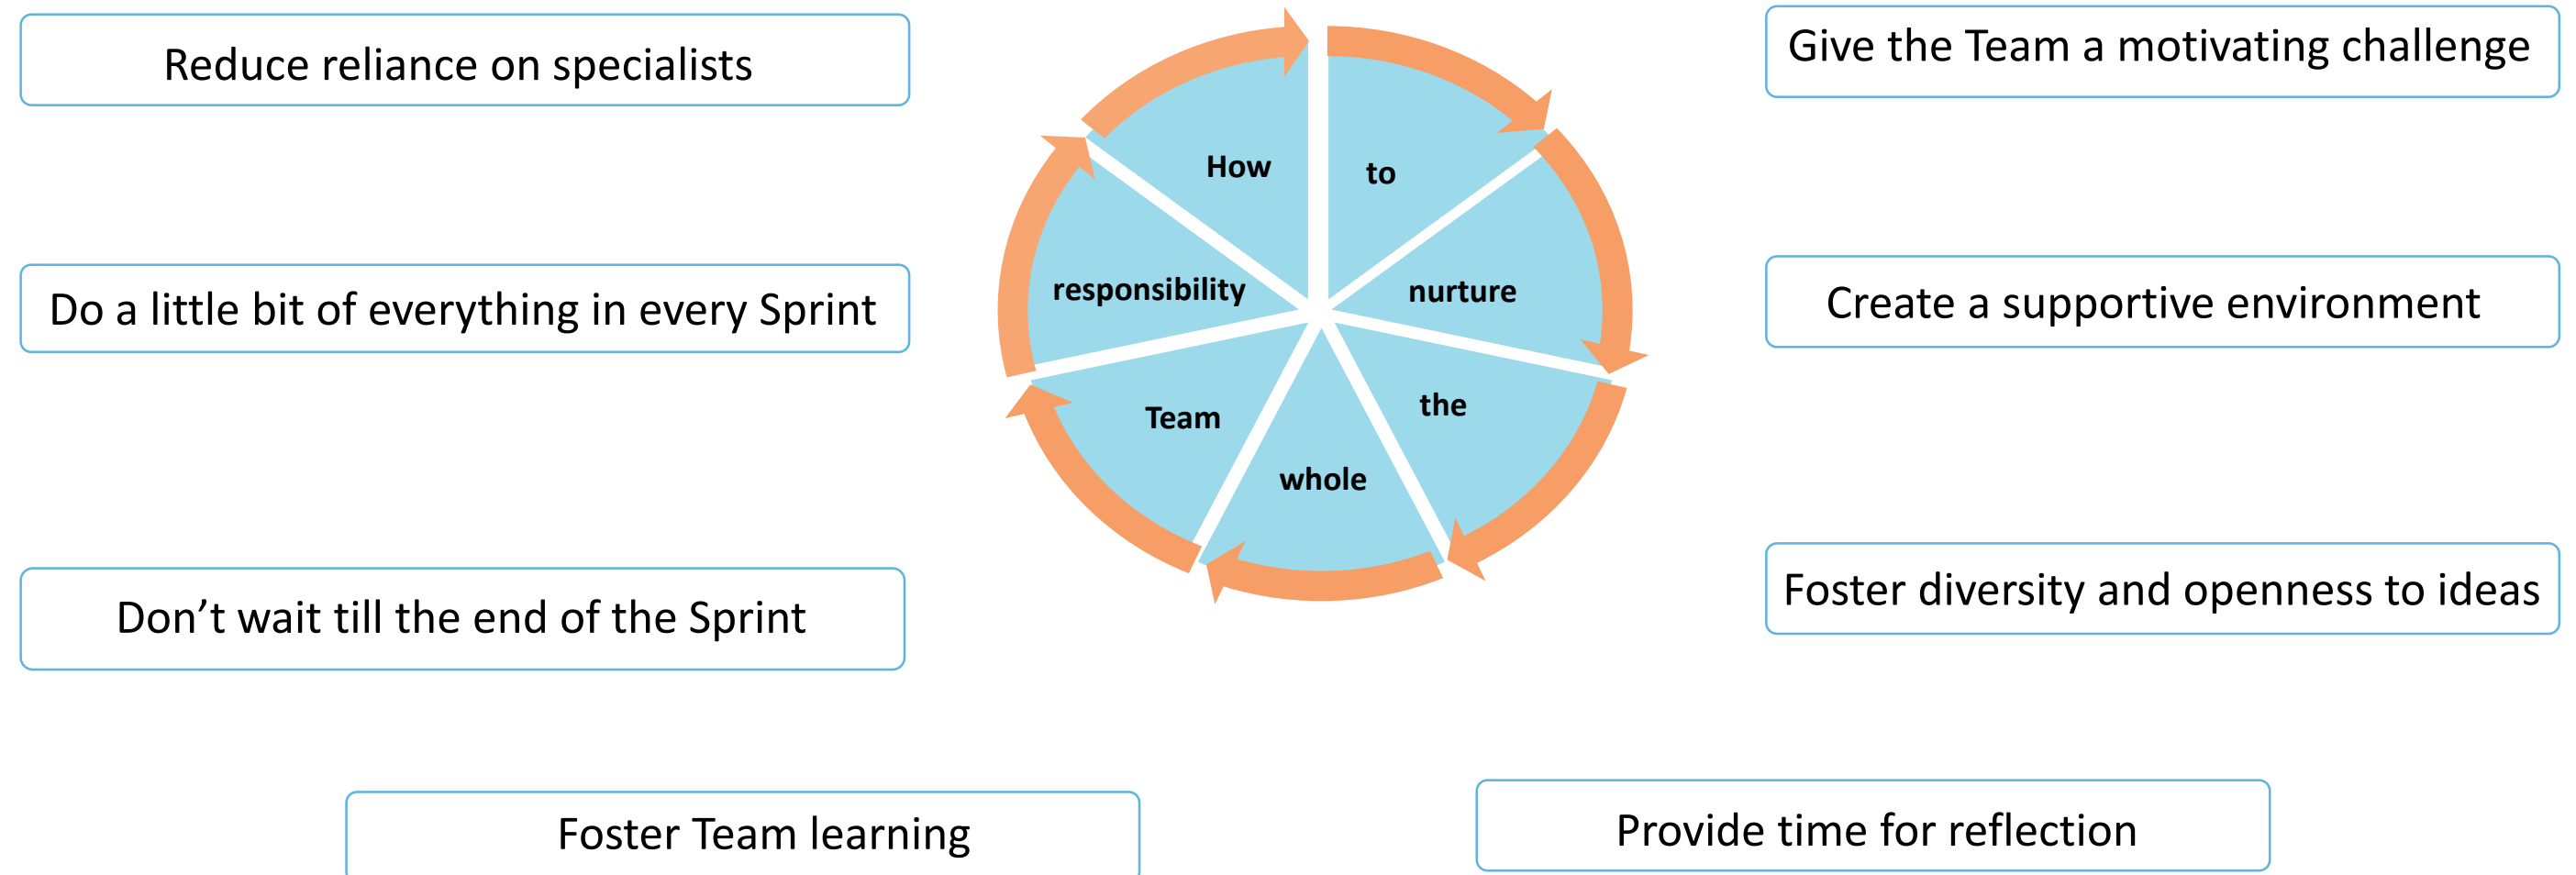 Reduce reliance on specialists
Give the Team a motivating challenge
How
to
nurture
the
whole
Team
responsibility
Do a little bit of everything in every Sprint
Create a supportive environment
Don’t wait till the end of the Sprint
Foster diversity and openness to ideas
Foster Team learning
Provide time for reflection